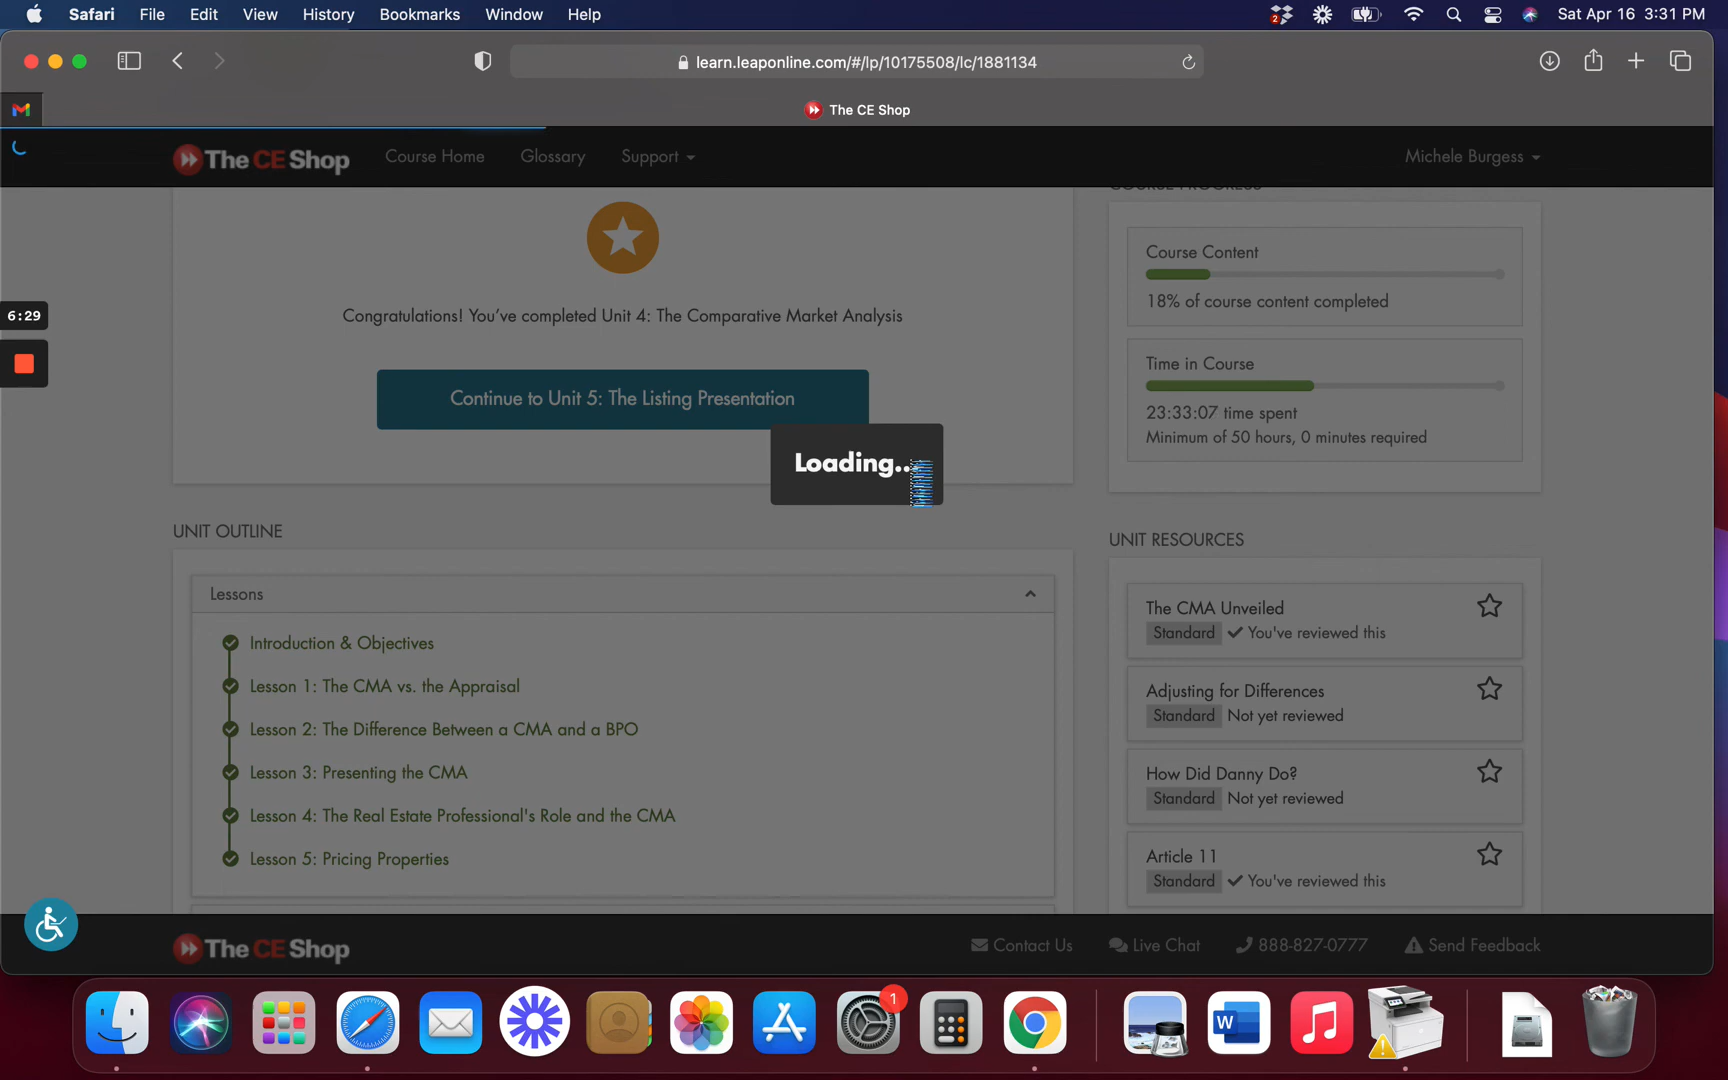 Safari File Edit View History Bookmarks Window Help
2
Sat Apr 16 3:31 PM
learn.leaponline.com/#/lp/10175508/lc/1881134
The CE Shop
The CE Shop Course Home Glossary Support Michele Burgess
COURSE PROGRESS
Course Content
18% of course content completed
Time in Course
23:33:07 time spent
Minimum of 50 hours, 0 minutes required
6:29
Congratulations! You've completed Unit 4: The Comparative Market Analysis
Continue to Unit 5: The Listing Presentation
Loading...
UNIT OUTLINE
Lessons
Introduction & Objectives
Lesson 1: The CMA vs. the Appraisal
Lesson 2: The Difference Between a CMA and a BPO
Lesson 3: Presenting the CMA
Lesson 4: The Real Estate Professional's Role and the CMA
Lesson 5: Pricing Properties
UNIT RESOURCES
The CMA Unveiled
Standard You've reviewed this
Adjusting for Differences
Standard Not yet reviewed
How Did Danny Do?
Standard Not yet reviewed
Article 11
Standard You've reviewed this
The CE Shop
Contact Us Live Chat 888-827-0777 Send Feedback
1
W